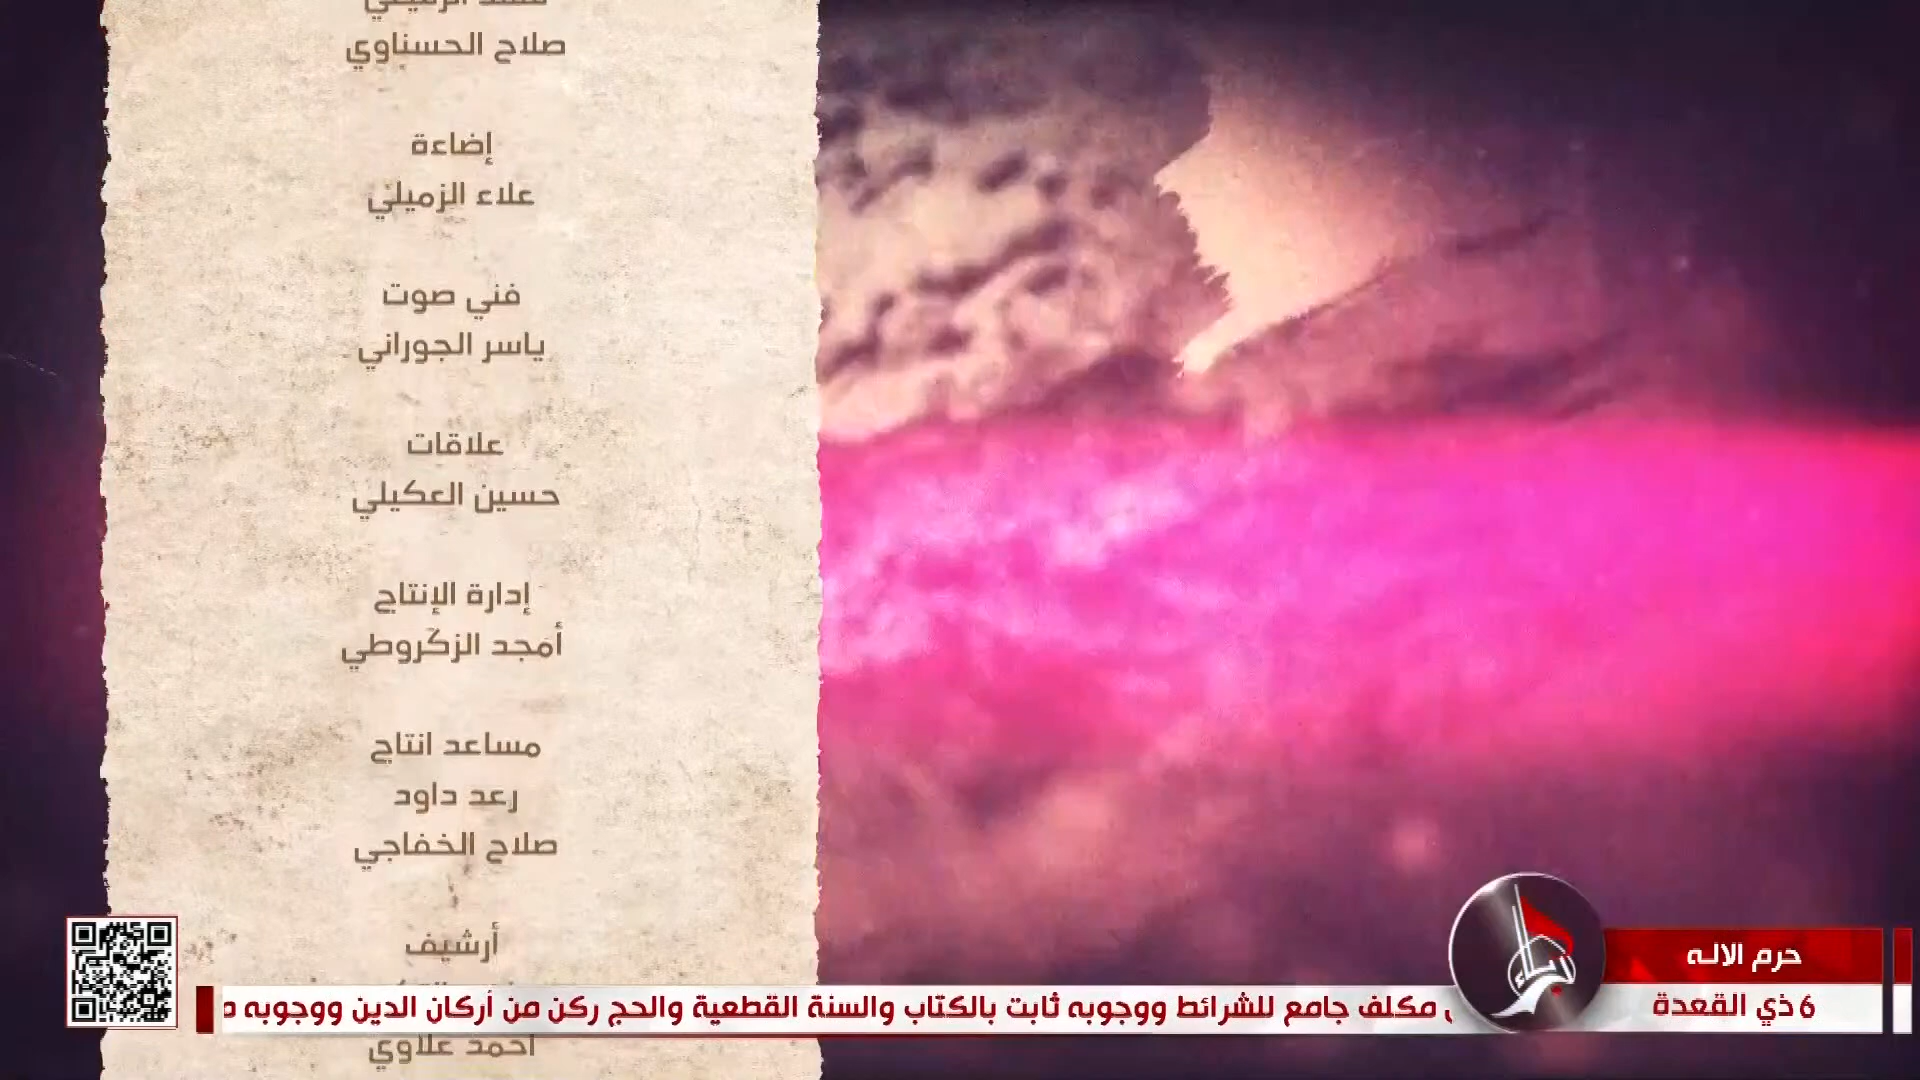 صلاح الحسناوي
إضاءة
علاء الزميلي
فني صوت
ياسر الجوراني
علاقات
حسين العكيلي
إدارة الإنتاج
أمجد الزكروطي
مساعد انتاج
رعد داود
صلاح الخفاجي
أرشيف
احمد علاوي
حرم الاله
6 ذي القعدة
مكلف جامع للشرائط ووجوبه ثابت بالكتاب والسنة القطعية والحج ركن من أركان الدين ووجوبه
كربلاء